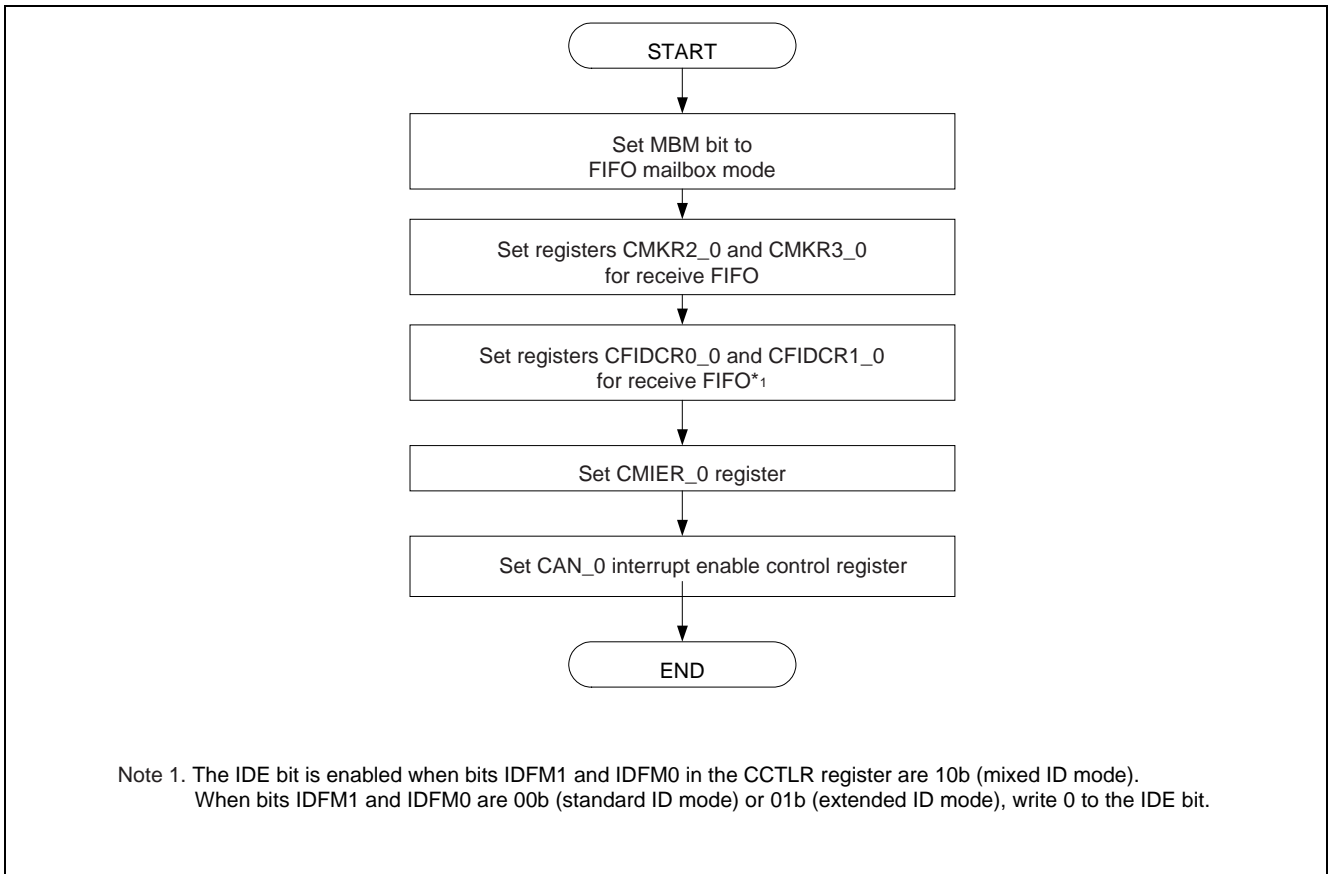 START
Set MBM bit to
FIFO mailbox mode
Set registers CMKR2_0 and CMKR3_0
for receive FIFO
Set registers CFIDCR0_0 and CFIDCR1_0
for receive FIFO*1
Set CMIER_0 register
Set CAN_0 interrupt enable control register
END
Note 1. The IDE bit is enabled when bits IDFM1 and IDFM0 in the CCTLR register are 10b (mixed ID mode).
When bits IDFM1 and IDFM0 are 00b (standard ID mode) or 01b (extended ID mode), write 0 to the IDE bit.